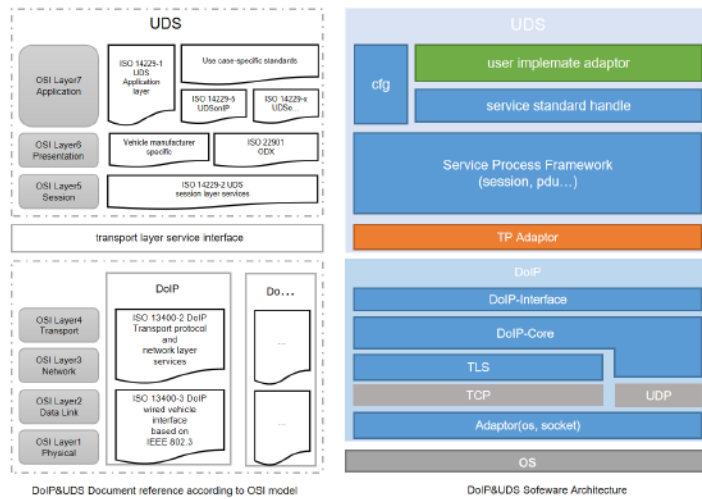 UDS
OSI Layer7
Application
ISO 14229-1
UDS
Application
layer
Use case-specific standards
ISO 14229-5
UDSonIP
ISO 14229-x
UDSo...
OSI Layer6
Presentation
Vehicle manufacturer
specific
ISO 22901
ODX
OSI Layer5
Session
ISO 14229-2 UDS
session layer services
transport layer service interface
DoIP
Do...
OSI Layer4
Transport
ISO 13400-2 DoIP
Transport protocol
and
network layer
services
...
OSI Layer3
Network
OSI Layer2
Data Link
ISO 13400-3 DoIP
wired vehicle
interface
based on
IEEE 802.3
...
OSI Layer1
Physical
DoIP&UDS Document reference according to OSI model
UDS
cfg
user implemate adaptor
service standard handle
Service Process Framework
(session, pdu...)
TP Adaptor
DoIP
DoIP-Interface
DoIP-Core
TLS
TCP
UDP
Adaptor(os, socket)
OS
DoIP&UDS Sofeware Architecture